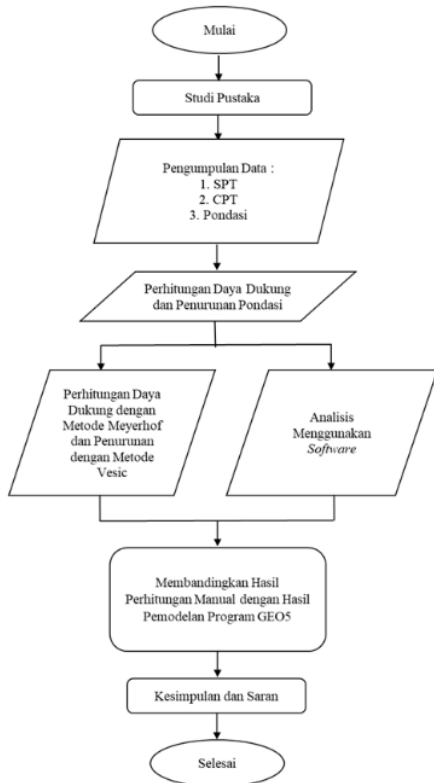 Mulai
Studi Pustaka
Pengumpulan Data :
1. SPT
2. CPT
3. Pondasi
Perhitungan Daya Dukung
dan Penurunan Pondasi
Perhitungan Daya
Dukung dengan
Metode Meyerhof
dan Penurunan
dengan Metode
Vesic
Analisis
Menggunakan
Software
Membandingkan Hasil
Perhitungan Manual dengan Hasil
Pemodelan Program GEO5
Kesimpulan dan Saran
Selesai